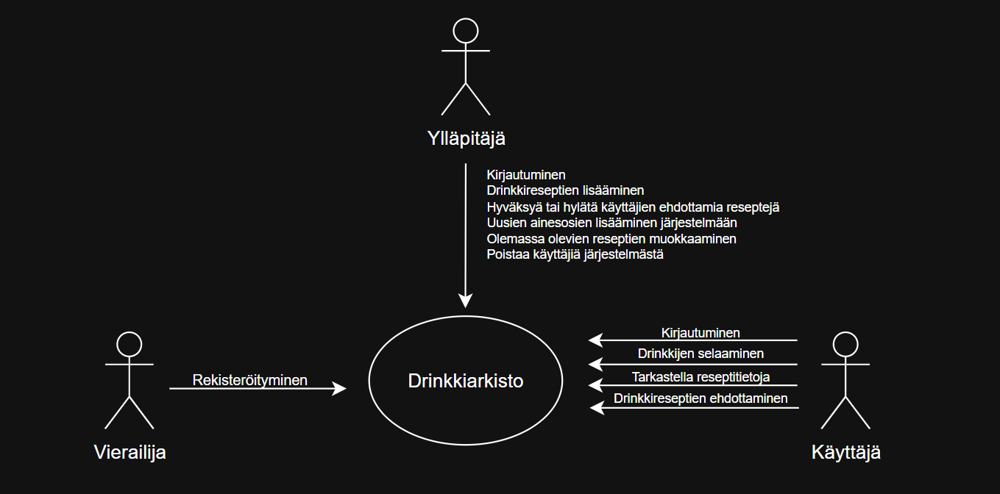 Ylläpitäjä
Kirjautuminen
Drinkkireseptien lisääminen
Hyväksyä tai hylätä käyttäjien ehdottamia reseptejä
Uusien ainesosien lisääminen järjestelmään
Olemassa olevien reseptien muokkaaminen
Poistaa käyttäjiä järjestelmästä
Rekisteröityminen
Vierailija
Drinkkiarkisto
Kirjautuminen
Drinkkijen selaaminen
Tarkastella reseptitietoja
Drinkkireseptien ehdottaminen
Käyttäjä